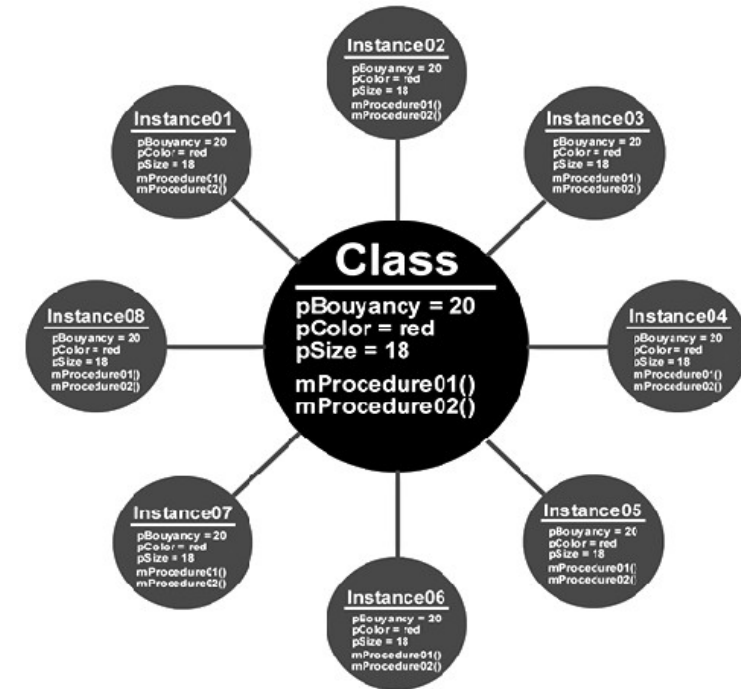 Instance02
pBouyancy = 20
pColor = red
pSize = 18
mProcedure01()
mProcedure02()
Instance01
pBouyancy = 20
pColor = red
pSize = 18
mProcedure01()
mProcedure02()
Instance03
pBouyancy = 20
pColor = red
pSize = 18
mProcedure01()
mProcedure02()
Class
pBouyancy = 20
pColor = red
pSize = 18
mProcedure01()
mProcedure02()
Instance08
pBouyancy = 20
pColor = red
pSize = 18
mProcedure01()
mProcedure02()
Instance04
pBouyancy = 20
pColor = red
pSize = 18
mProcedure01()
mProcedure02()
Instance07
pBouyancy = 20
pColor = red
pSize = 18
mProcedure01()
mProcedure02()
Instance05
pBouyancy = 20
pColor = red
pSize = 18
mProcedure01()
mProcedure02()
Instance06
pBouyancy = 20
pColor = red
pSize = 18
mProcedure01()
mProcedure02()